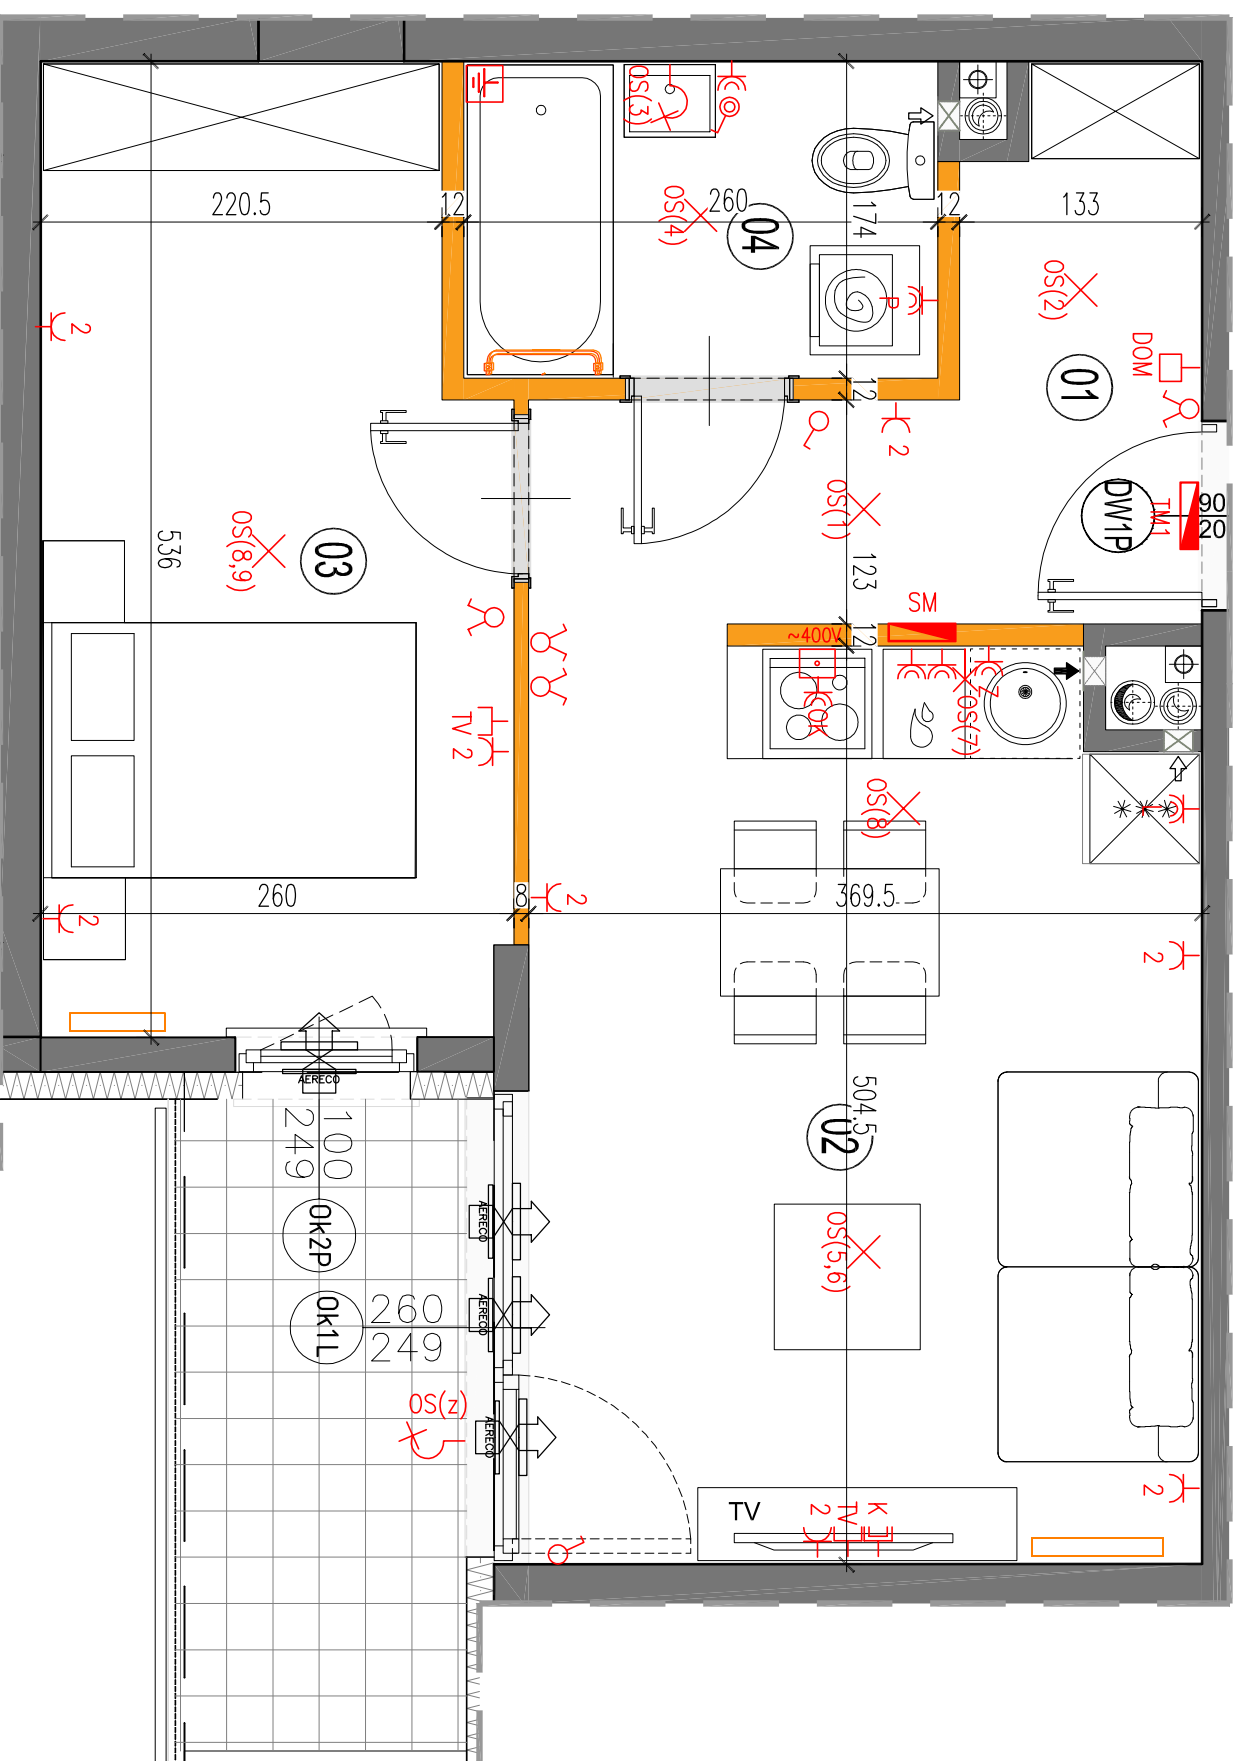 OS(3)
220.5
12
260
OS(4)
04
174
12
133
OS(2)
P
2
DOM
01
12
2
OS(1)
DW1P
TM1
90
20
536
OS(8,9)
03
123
SM
~400V
12
Z
OK
OS(7)
TV 2
OS(8)
260
8
2
369.5
2
2
AERECO
100
249
504.5
02
Ok2P
AERECO
OS(5,6)
Ok1L
260
249
AERECO
OS(z)
AERECO
2
TV
2
TV
K